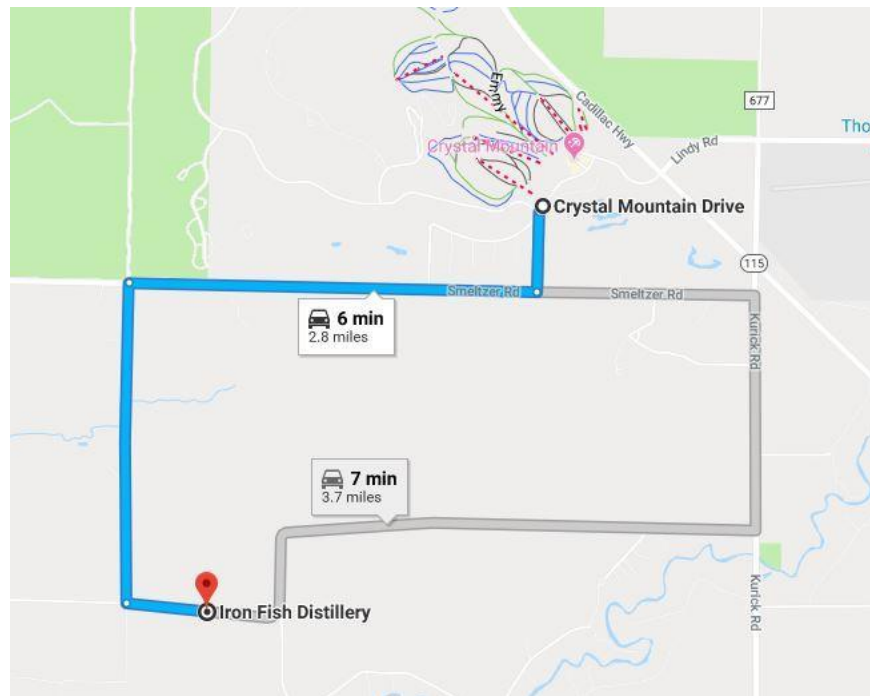 Emmy
Cadillac Hwy
677
Tho
Crystal Mountain
Lindy Rd
Crystal Mountain Drive
115
Smeltzer Rd
Smeltzer Rd
6 min
2.8 miles
Kurick Rd
7 min
3.7 miles
Kurick Rd
Iron Fish Distillery